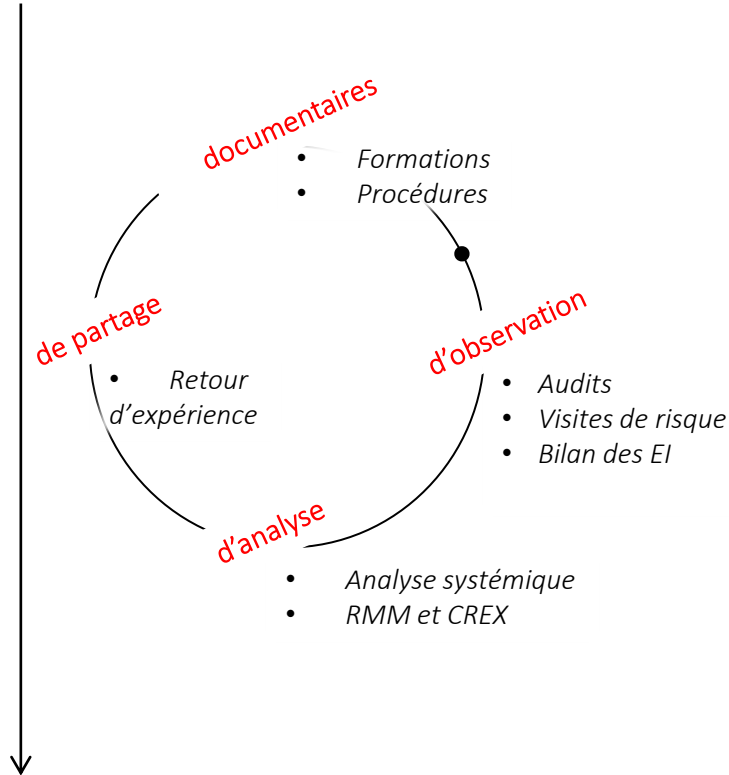 documentaires
• Formations
• Procédures
de partage
• Retour
d’expérience
d’observation
• Audits
• Visites de risque
• Bilan des EI
d’analyse
• Analyse systémique
• RMM et CREX